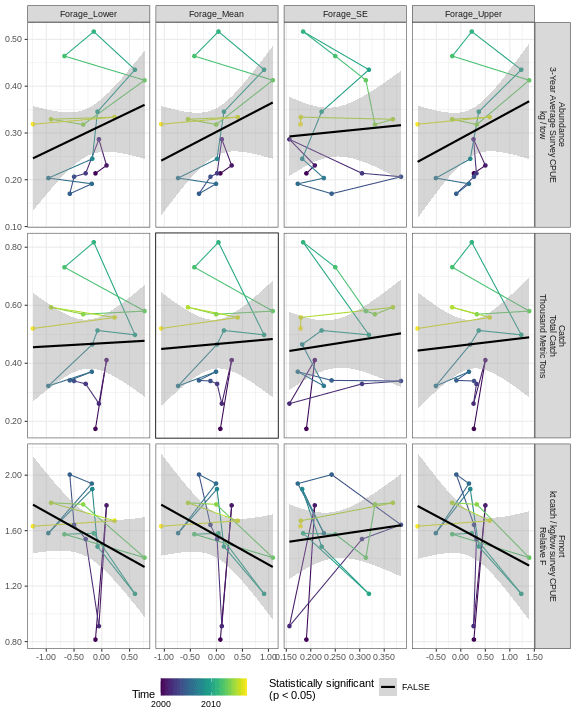 Forage_Lower Forage_Mean Forage_SE Forage_Upper
0.50
0.40
0.30
0.20
0.10
Abundance
3-Year Average Survey CPUE
kg / tow
0.80
0.60
0.40
0.20
Catch
Total Catch
Thousand Metric Tons
2.00
1.60
1.20
0.80
Fmort
kt catch / kg/tow survey CPUE
Relative F
-1.00 -0.50 0.00 0.50 -1.00 -0.50 0.00 0.50 1.00 0.150 0.200 0.250 0.300 0.350 -0.50 0.00 0.50 1.00 1.50
Time
2000 2010
Statistically significant
(p < 0.05)
FALSE